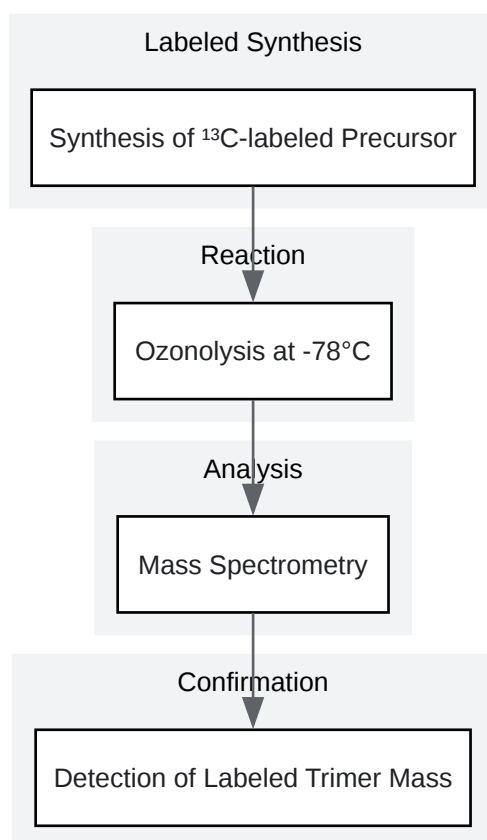 Labeled Synthesis
Synthesis of ¹³C-labeled Precursor
Reaction
Ozonolysis at -78°C
Analysis
Mass Spectrometry
Confirmation
Detection of Labeled Trimer Mass